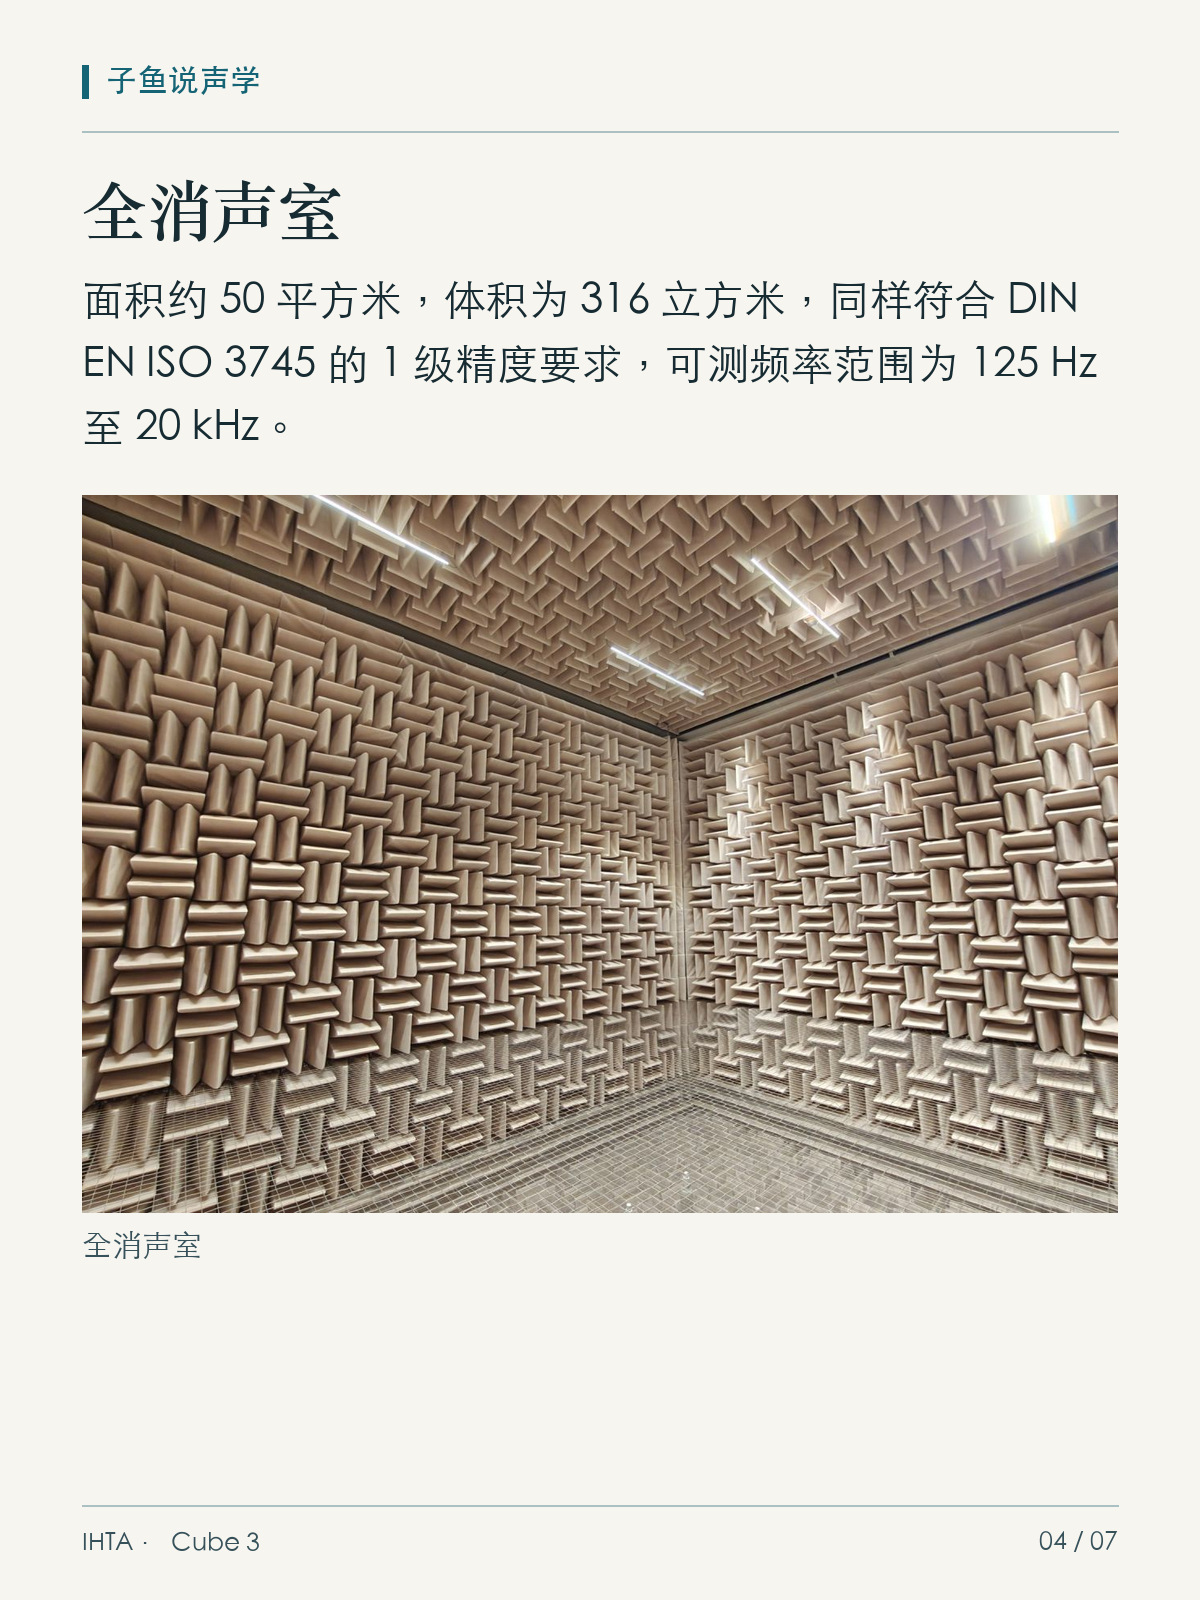 子鱼说声学
全消声室
面积约 50 平方米，体积为 316 立方米，同样符合 DIN
EN ISO 3745 的 1 级精度要求，可测频率范围为 125 Hz
至 20 kHz。
全消声室
IHTA · Cube 3
04 / 07